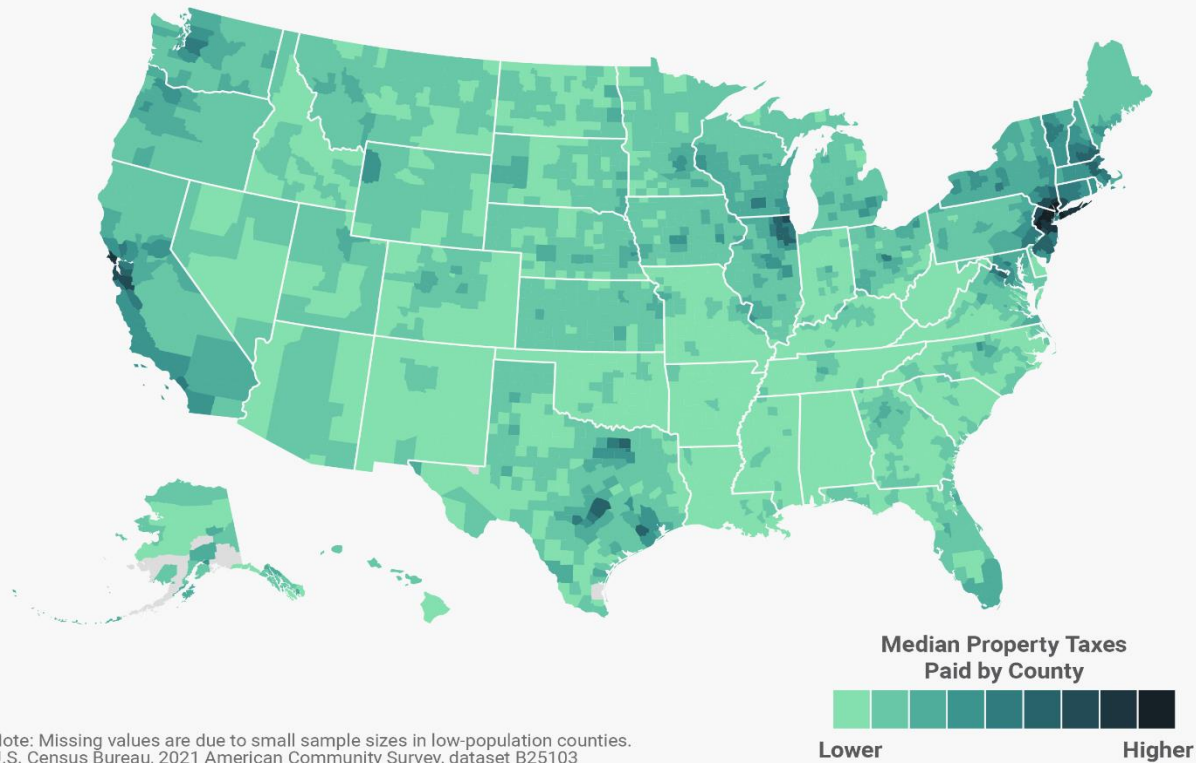 Median Property Taxes
Paid by County
Lower Higher
Note: Missing values are due to small sample sizes in low-population counties.
U.S. Census Bureau, 2021 American Community Survey, dataset B25103